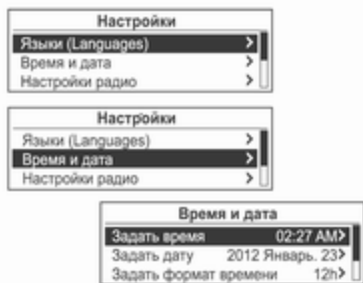 Настройки
Языки (Languages) >
Время и дата >
Настройки радио >
Настройки
Языки (Languages) >
Время и дата >
Настройки радио >
Время и дата
Задать время 02:27 AM>
Задать дату 2012 Январь. 23>
Задать формат времени 12h>